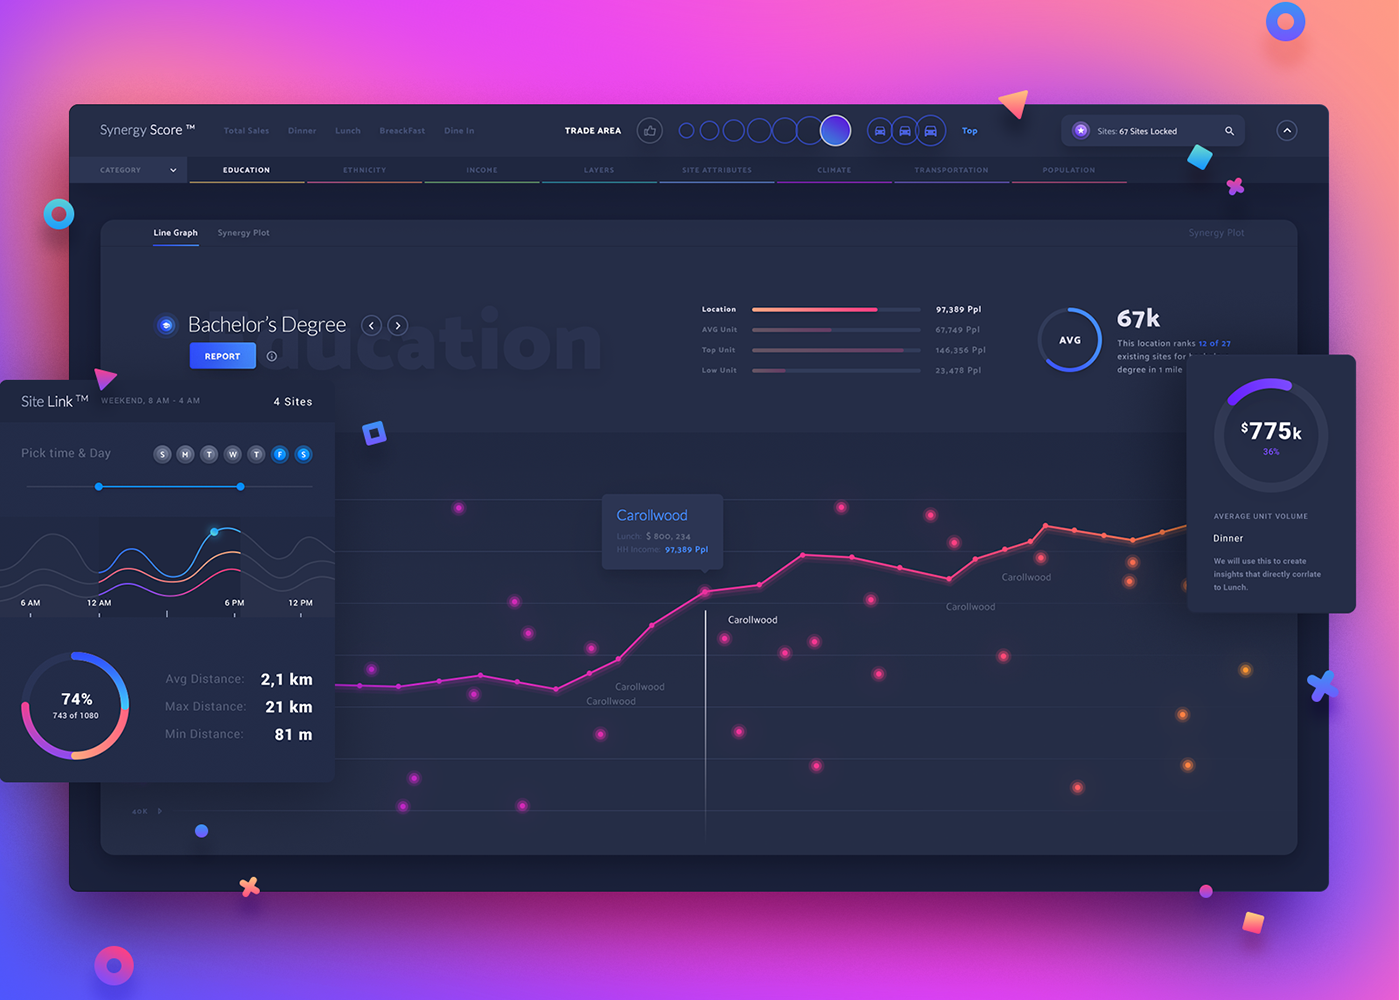 Synergy Score ™
Total Sales
Dinner
Lunch
BreackFast
Dine In
TRADE AREA
Top
Sites: 67 Sites Locked
CATEGORY
EDUCATION
ETHNICITY
INCOME
LAYERS
SITE ATTRIBUTES
CLIMATE
TRANSPORTATION
POPULATION
Line Graph
Synergy Plot
Synergy Plot
Education
Bachelor's Degree
REPORT
Location 97,389 Ppl
AVG Unit 67,749 Ppl
Top Unit 146,356 Ppl
Low Unit 23,478 Ppl
AVG
67k
This location ranks 12 of 27
existing sites for
degree in 1 mile
Site Link ™
WEEKEND, 8 AM - 4 AM
4 Sites
Pick time & Day
S M T W T F S
6 AM 12 AM 6 PM 12 PM
74%
743 of 1080
Avg Distance: 2,1 km
Max Distance: 21 km
Min Distance: 81 m
Carollwood
Lunch: $ 800, 234
HH Income: 97,389 Ppl
Carollwood
Carollwood
Carollwood
Carollwood
Carollwood
40K
$775k
36%
AVERAGE UNIT VOLUME
Dinner
We will use this to create
insights that directly corrlate
to Lunch.